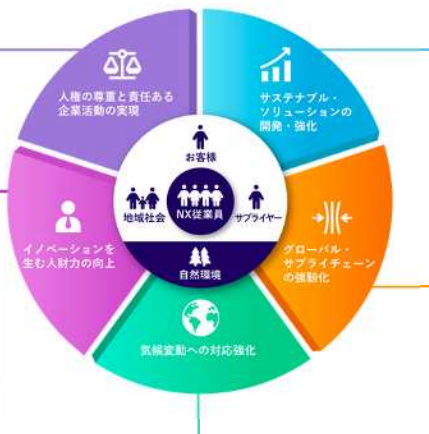 人権の尊重と責任ある
企業活動の実現
サステナブル・
ソリューションの
開発・強化
お客様
地域社会
NX従業員
サプライヤー
自然環境
イノベーションを
生む人財力の向上
グローバル・
サプライチェーン
の強靭化
気候変動への対応強化